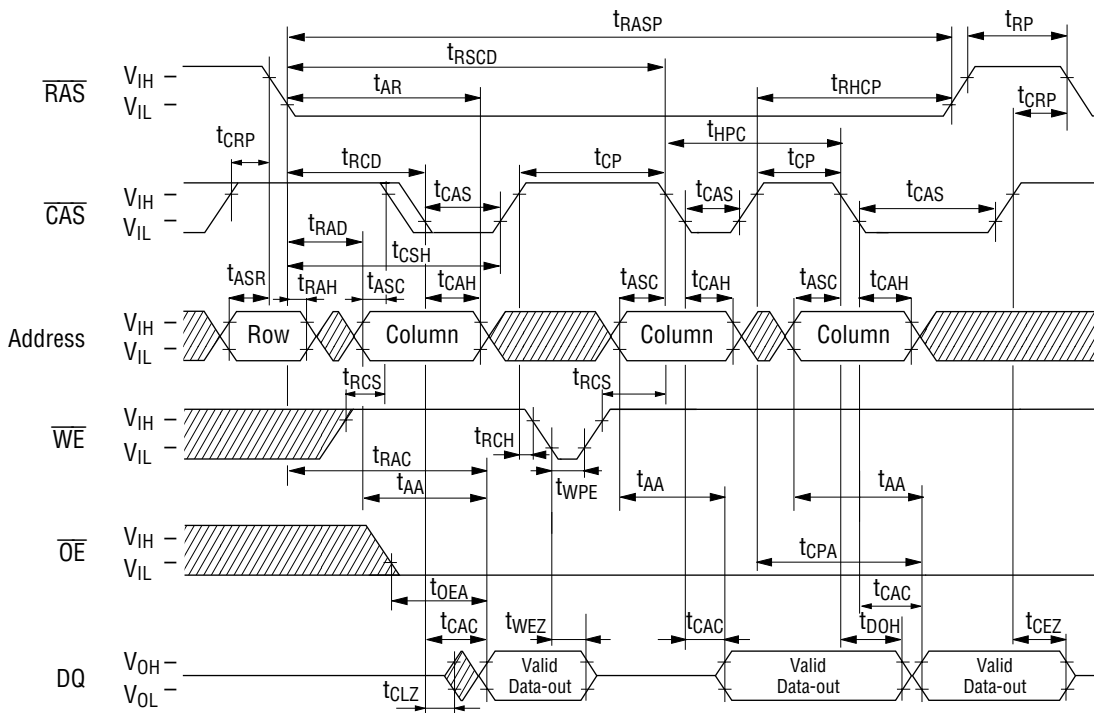 tRASP
tRP
tRSCD
tAR
tRHCP
RAS
VIH
VIL
tCRP
tCRP
tHPC
tRCD
tCP
tCP
CAS
VIH
VIL
tCAS
tCAS
tCAS
tRAD
tCSH
tASR
tRAH
tASC
tCAH
tASC
tCAH
tASC
tCAH
Address
VIH
VIL
Row
Column
Column
Column
tRCS
tRCS
WE
VIH
VIL
tRCH
tRAC
tWPE
tAA
tAA
tAA
OE
VIH
VIL
tCPA
tOEA
tCAC
tCAC
tWEZ
tCAC
tDOH
tCEZ
DQ
VOH
VOL
Valid
Data-out
Valid
Data-out
Valid
Data-out
tCLZ